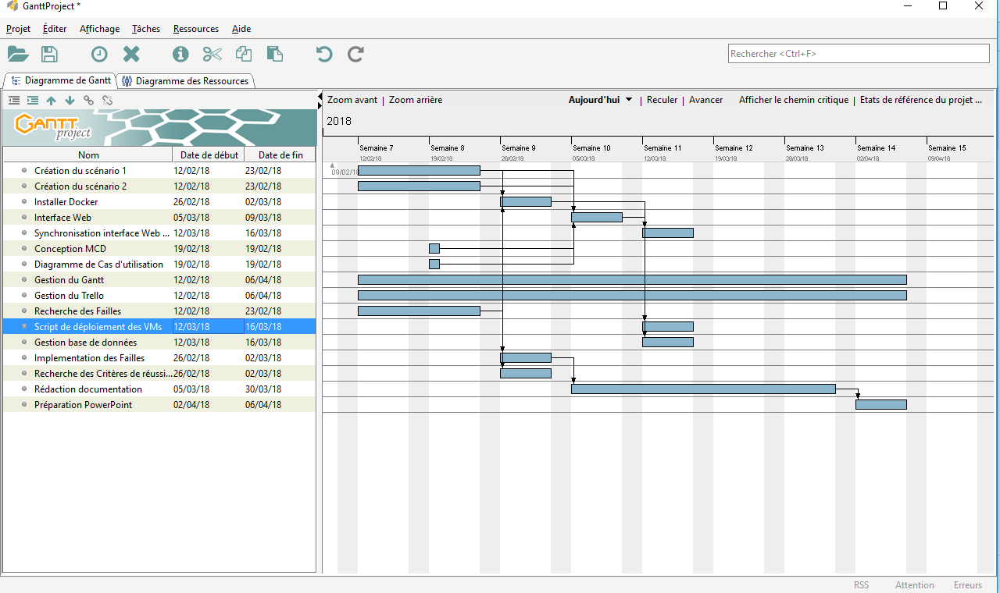 GanttProject *
Projet Éditer Affichage Tâches Ressources Aide
Rechercher <Ctrl+F>
Diagramme de Gantt Diagramme des Ressources
Zoom avant | Zoom arrière Aujourd'hui | Reculer | Avancer Afficher le chemin critique | Etats de référence du projet ...
GANTT project
2018
Nom Date de début Date de fin
Semaine 7 Semaine 8 Semaine 9 Semaine 10 Semaine 11 Semaine 12 Semaine 13 Semaine 14 Semaine 15
12/02/18 19/02/18 26/02/18 05/03/18 12/03/18 19/03/18 26/03/18 02/04/18 09/04/18
09/02/18
Création du scénario 1 12/02/18 23/02/18
Création du scénario 2 12/02/18 23/02/18
Installer Docker 26/02/18 02/03/18
Interface Web 05/03/18 09/03/18
Synchronisation interface Web ... 12/03/18 16/03/18
Conception MCD 19/02/18 19/02/18
Diagramme de Cas d'utilisation 19/02/18 19/02/18
Gestion du Gantt 12/02/18 06/04/18
Gestion du Trello 12/02/18 06/04/18
Recherche des Failles 12/02/18 23/02/18
Script de déploiement des VMs 12/03/18 16/03/18
Gestion base de données 12/03/18 16/03/18
Implementation des Failles 26/02/18 02/03/18
Recherche des Critères de réussi... 26/02/18 02/03/18
Rédaction documentation 05/03/18 30/03/18
Préparation PowerPoint 02/04/18 06/04/18
RSS Attention Erreurs